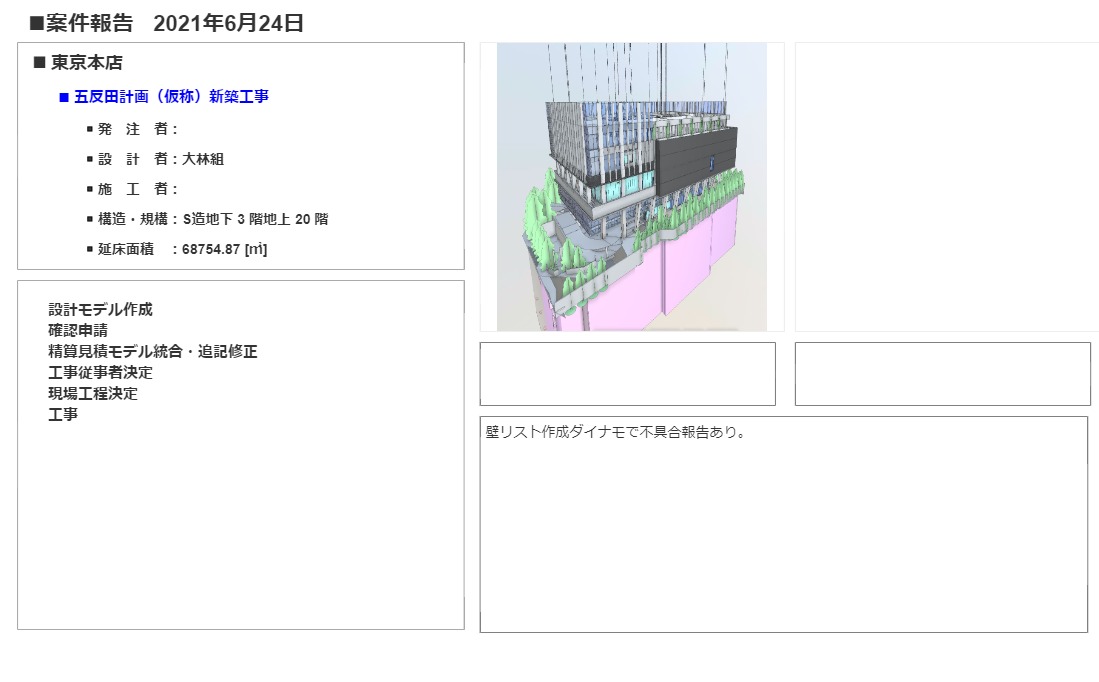 ■案件報告 2021年6月24日
■ 東京本店
■ 五反田計画（仮称）新築工事
▪ 発 注 者：
▪ 設 計 者：大林組
▪ 施 工 者：
▪ 構造・規構：S造地下 3 階地上 20 階
▪ 延床面積 ：68754.87 [㎡]
設計モデル作成
確認申請
精算見積モデル統合・追記修正
工事従事者決定
現場工程決定
工事
壁リスト作成ダイナモで不具合報告あり。